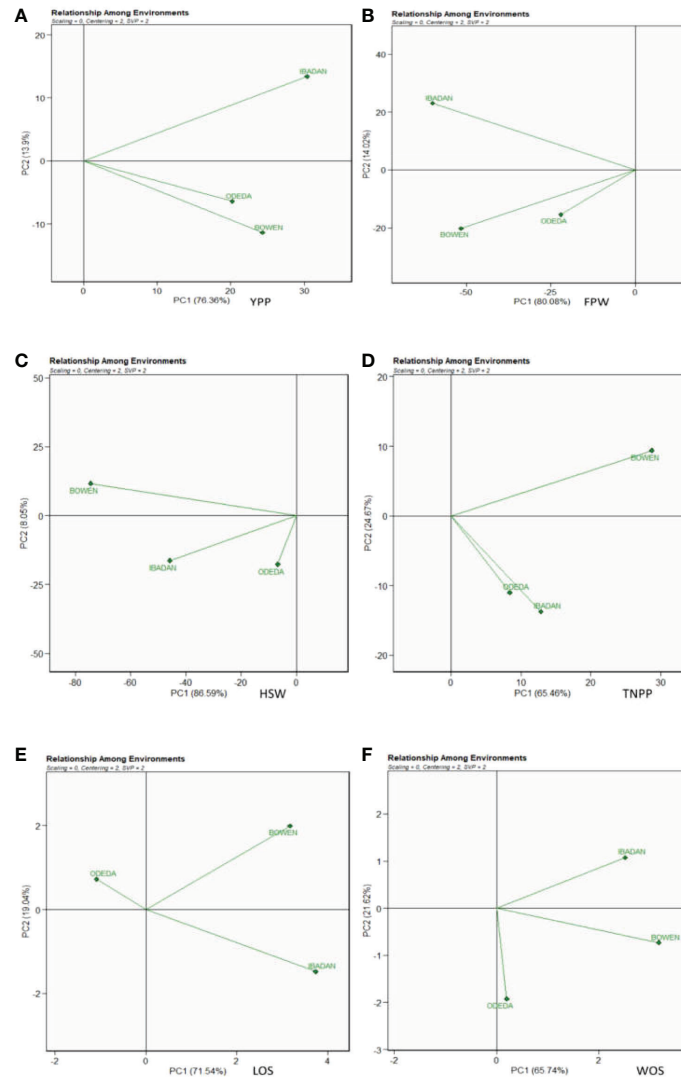 A
Relationship Among Environments
Scaling = 0, Centering = 2, SVP = 2
20
10
0
-10
PC2 (13.9%)
IBADAN
ODEDA
BOWEN
0
10
20
30
PC1 (76.36%)
YPP
B
Relationship Among Environments
Scaling = 0, Centering = 2, SVP = 2
40
20
0
-20
PC2 (14.02%)
IBADAN
BOWEN
ODEDA
-50
-25
0
PC1 (80.08%)
FPW
C
Relationship Among Environments
Scaling = 0, Centering = 2, SVP = 2
50
25
0
-25
-50
PC2 (8.05%)
BOWEN
IBADAN
ODEDA
-80
-60
-40
-20
0
PC1 (86.59%)
HSW
D
Relationship Among Environments
Scaling = 0, Centering = 2, SVP = 2
20
10
0
-10
-20
PC2 (24.67%)
BOWEN
ODEDA
IBADAN
0
10
20
30
PC1 (65.46%)
TNPP
E
Relationship Among Environments
Scaling = 0, Centering = 2, SVP = 2
2
0
-2
PC2 (19.04%)
BOWEN
ODEDA
IBADAN
-2
0
2
4
PC1 (71.54%)
LOS
F
Relationship Among Environments
Scaling = 0, Centering = 2, SVP = 2
2
1
0
-1
-2
-3
PC2 (21.62%)
IBADAN
BOWEN
ODEDA
-2
0
2
PC1 (65.74%)
WOS